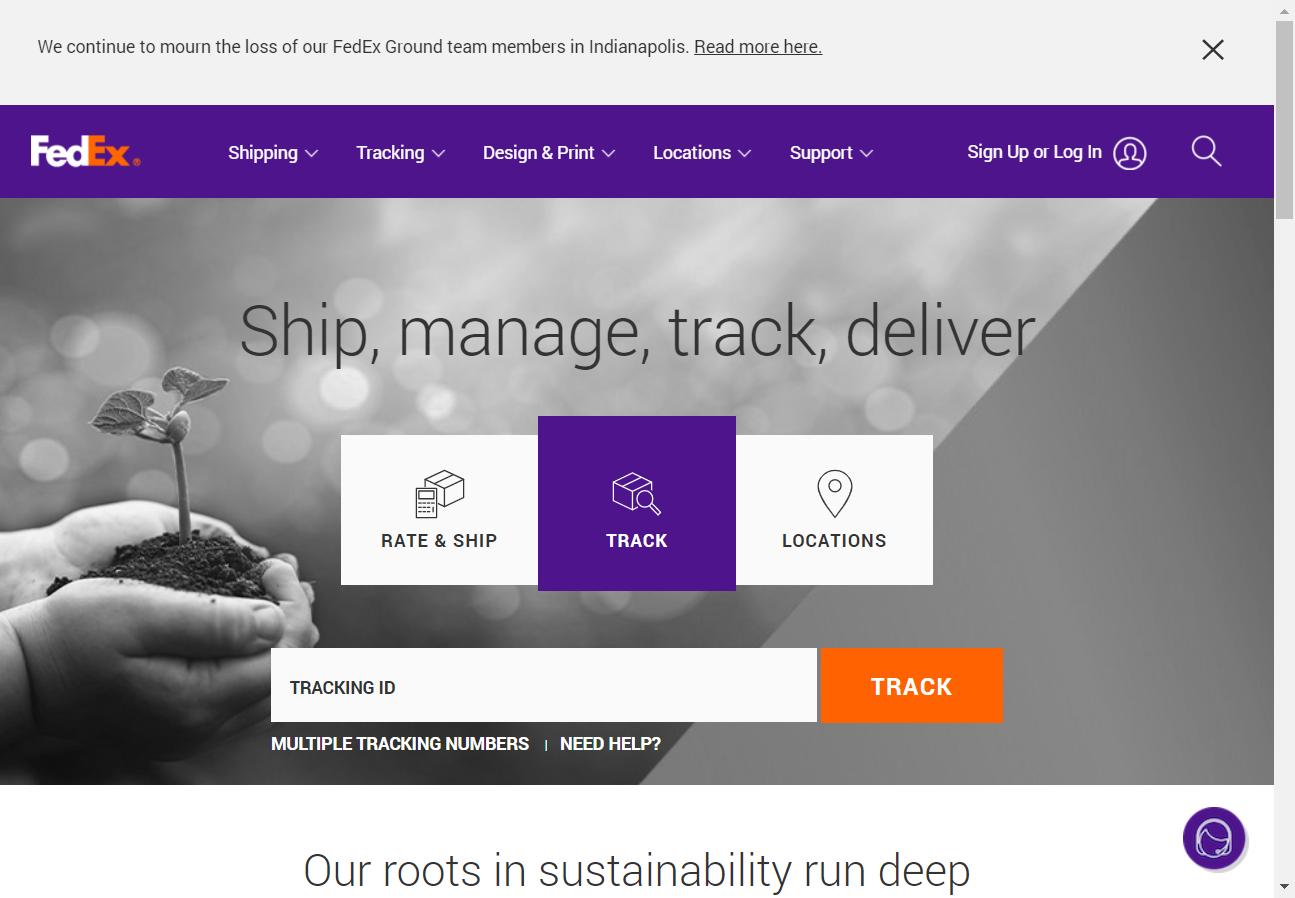 We continue to mourn the loss of our FedEx Ground team members in Indianapolis. Read more here.
FedEx®
Shipping
Tracking
Design & Print
Locations
Support
Sign Up or Log In
Ship, manage, track, deliver
RATE & SHIP
TRACK
LOCATIONS
TRACKING ID
TRACK
MULTIPLE TRACKING NUMBERS | NEED HELP?
Our roots in sustainability run deep